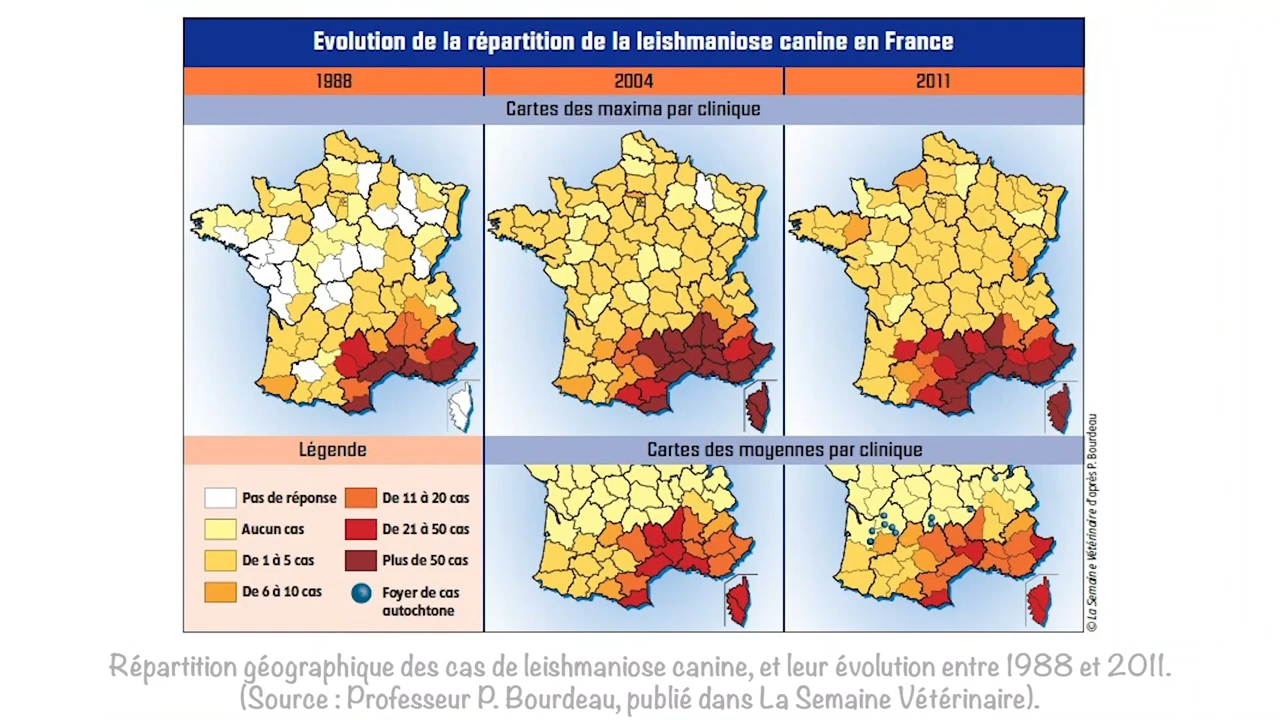 Evolution de la répartition de la leishmaniose canine en France
1988
2004
2011
Cartes des maxima par clinique
Légende
Cartes des moyennes par clinique
Pas de réponse
De 11 à 20 cas
Aucun cas
De 21 à 50 cas
De 1 à 5 cas
Plus de 50 cas
De 6 à 10 cas
Foyer de cas
autochtone
© La Semaine Vétérinaire d'après P. Bourdeau
Répartition géographique des cas de leishmaniose canine, et leur évolution entre 1988 et 2011.
(Source : Professeur P. Bourdeau, publié dans La Semaine Vétérinaire).